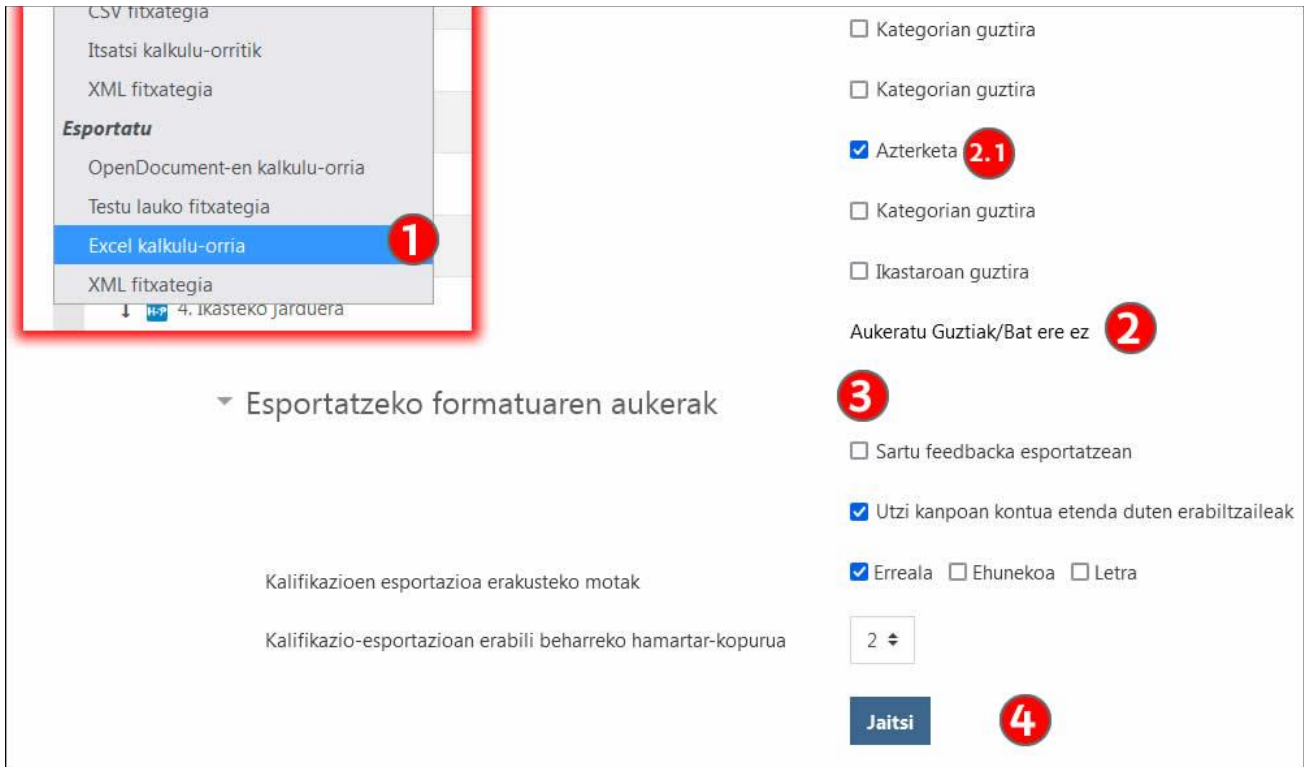 CSV fitxategia
Itsatsi kalkulu-orritik
XML fitxategia
Esportatu
OpenDocument-en kalkulu-orria
Testu lauko fitxategia
Excel kalkulu-orria 1
XML fitxategia
H-P 4. Ikasteko jarduera
Kategorian guztira
Kategorian guztira
Azterketa 2.1
Kategorian guztira
Ikastaroan guztira
Aukeratu Guztiak/Bat ere ez 2
Esportatzeko formatuaren aukerak 3
Sartu feedbacka esportatzean
Utzi kanpoan kontua etenda duten erabiltzaileak
Kalifikazioen esportazioa erakusteko motak Erreala Ehunekoa Letra
Kalifikazio-esportazioan erabili beharreko hamartar-kopurua 2
Jaitsi 4